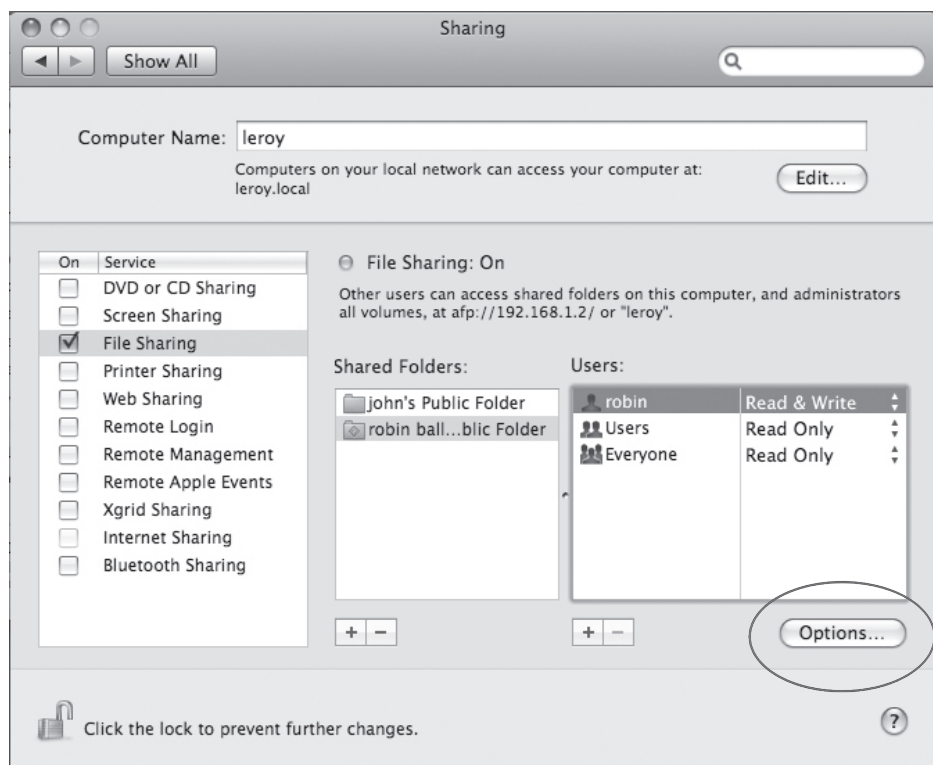 Sharing
Show All
Computer Name: leroy
Computers on your local network can access your computer at:
leroy.local
Edit...
On Service
DVD or CD Sharing
Screen Sharing
File Sharing
Printer Sharing
Web Sharing
Remote Login
Remote Management
Remote Apple Events
Xgrid Sharing
Internet Sharing
Bluetooth Sharing
File Sharing: On
Other users can access shared folders on this computer, and administrators
all volumes, at afp://192.168.1.2/ or "leroy".
Shared Folders:
john's Public Folder
robin ball...blic Folder
Users:
robin Read & Write
Users Read Only
Everyone Read Only
+ −
+ −
Options...
Click the lock to prevent further changes.
?